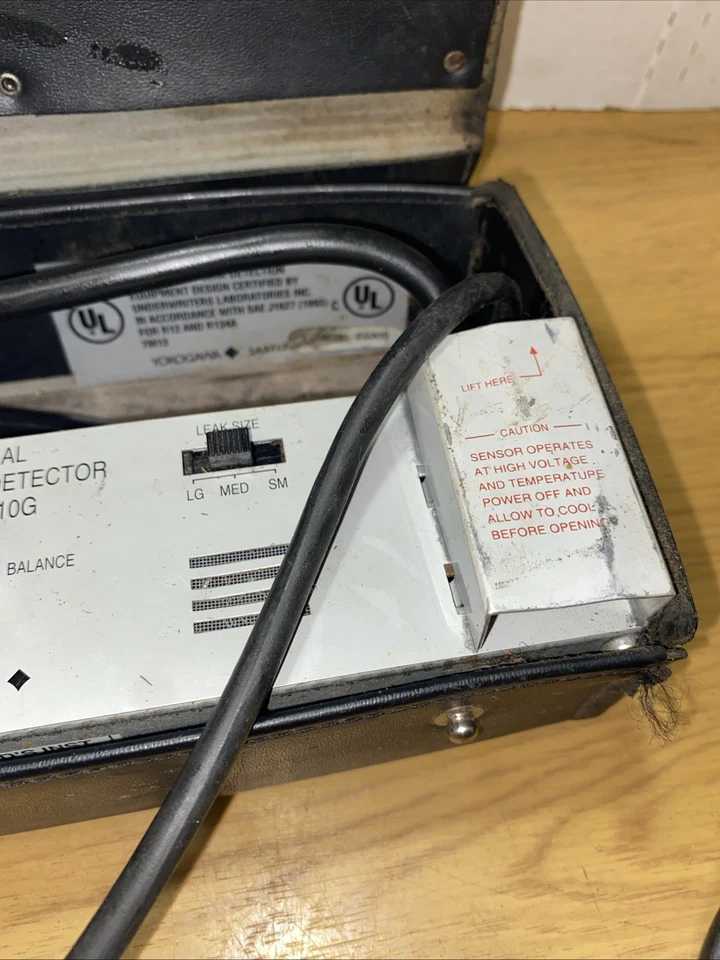 DETECTION
EQUIPMENT DESIGN CERTIFIED BY
UNDERWRITERS LABORATORIES INC.
IN ACCORDANCE WITH SAE J1627
FOR R12 AND R134A
UL
C UL
YOKOGAWA
LIFT HERE
CAUTION
SENSOR OPERATES
AT HIGH VOLTAGE
AND TEMPERATURE
POWER OFF AND
ALLOW TO COOL
BEFORE OPENING
LEAK SIZE
LG MED SM
AL
DETECTOR
10G
BALANCE